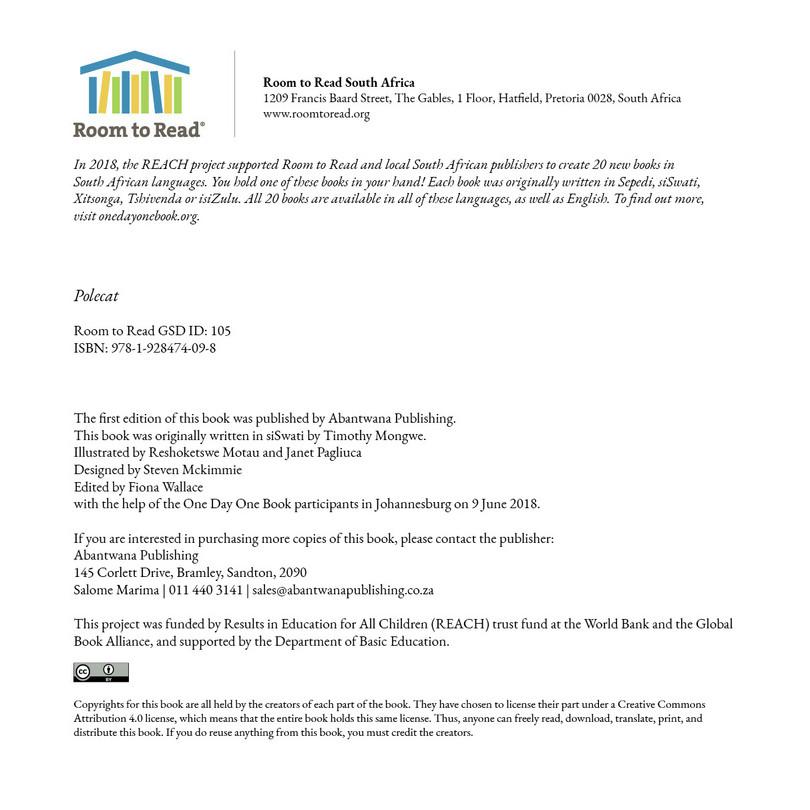 Room to Read®
Room to Read South Africa
1209 Francis Baard Street, The Gables, 1 Floor, Hatfield, Pretoria 0028, South Africa
www.roomtoread.org
In 2018, the REACH project supported Room to Read and local South African publishers to create 20 new books in
South African languages. You hold one of these books in your hand! Each book was originally written in Sepedi, siSwati,
Xitsonga, Tshivenda or isiZulu. All 20 books are available in all of these languages, as well as English. To find out more,
visit onedayonebook.org.
Polecat
Room to Read GSD ID: 105
ISBN: 978-1-928474-09-8
The first edition of this book was published by Abantwana Publishing.
This book was originally written in siSwati by Timothy Mongwe.
Illustrated by Reshoketswe Motau and Janet Pagliuca
Designed by Steven Mckimmie
Edited by Fiona Wallace
with the help of the One Day One Book participants in Johannesburg on 9 June 2018.
If you are interested in purchasing more copies of this book, please contact the publisher:
Abantwana Publishing
145 Corlett Drive, Bramley, Sandton, 2090
Salome Marima | 011 440 3141 | sales@abantwanapublishing.co.za
This project was funded by Results in Education for All Children (REACH) trust fund at the World Bank and the Global
Book Alliance, and supported by the Department of Basic Education.
cc
BY
Copyrights for this book are all held by the creators of each part of the book. They have chosen to license their part under a Creative Commons
Attribution 4.0 license, which means that the entire book holds this same license. Thus, anyone can freely read, download, translate, print, and
distribute this book. If you do reuse anything from this book, you must credit the creators.